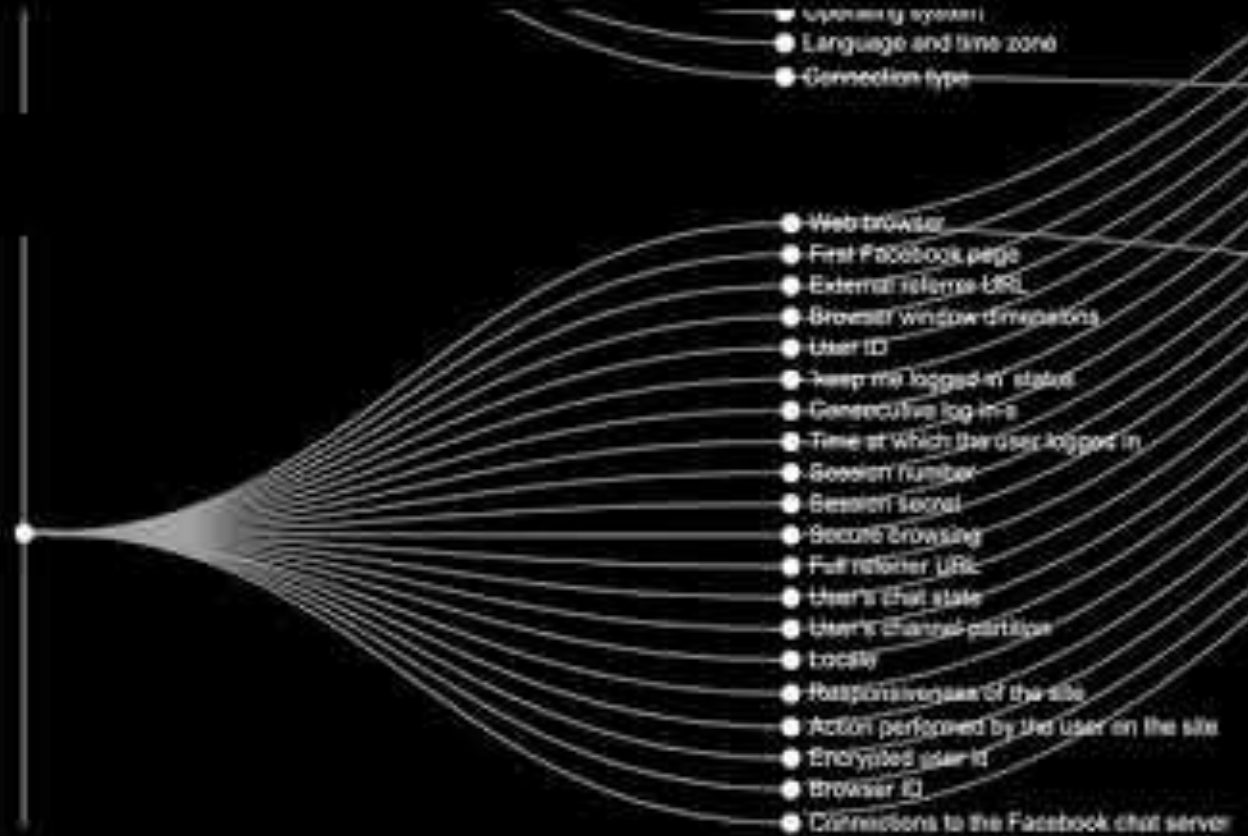 Operating system
Language and time zone
Connection type
Web browser
First Facebook page
External referrer URL
Browser window dimensions
User ID
'keep me logged in' status
Consecutive log in-s
Time at which the user logged in
Session number
Session secret
Secure browsing
Full referrer URL
User's chat state
User's channel partition
Locale
Responsiveness of the site
Action performed by the user on the site
Encrypted user id
Browser ID
Connections to the Facebook chat server